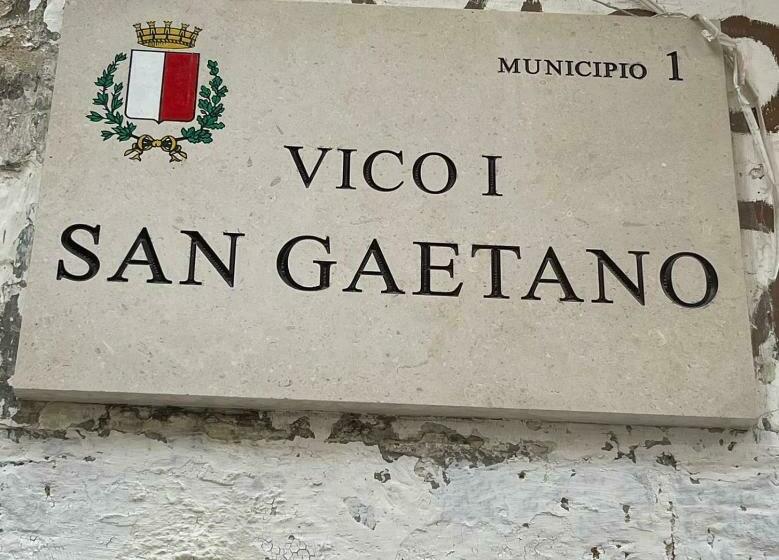 MUNICIPIO 1
VICO I
SAN GAETANO